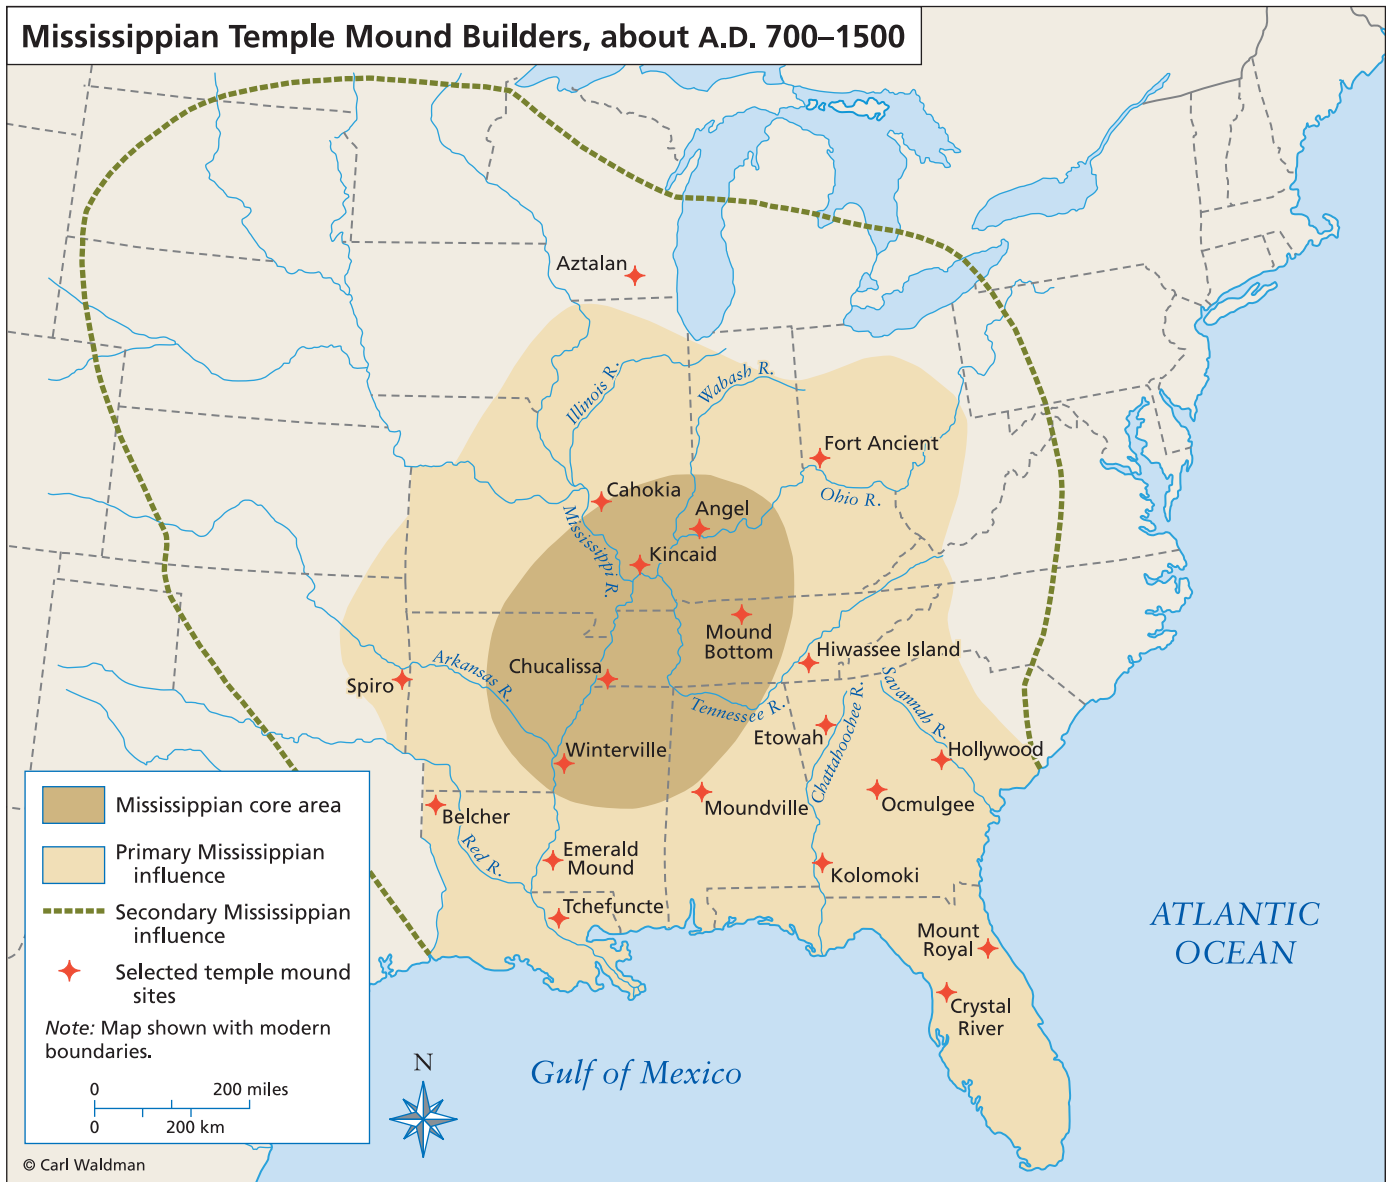 Mississippian Temple Mound Builders, about A.D. 700–1500
Aztalan
Illinois R.
Wabash R.
Fort Ancient
Ohio R.
Cahokia
Angel
Mississippi R.
Kincaid
Mound
Bottom
Hiwassee Island
Chucalissa
Arkansas R.
Spiro
Savannah R.
Tennessee R.
Etowah
Chattahoochee R.
Hollywood
Winterville
Moundville
Ocmulgee
Belcher
Red R.
Emerald
Mound
Kolomoki
Tchefuncte
Mount
Royal
Crystal
River
ATLANTIC
OCEAN
Gulf of Mexico
Mississippian core area
Primary Mississippian
influence
Secondary Mississippian
influence
Selected temple mound
sites
Note: Map shown with modern
boundaries.
0 200 miles
0 200 km
N
© Carl Waldman